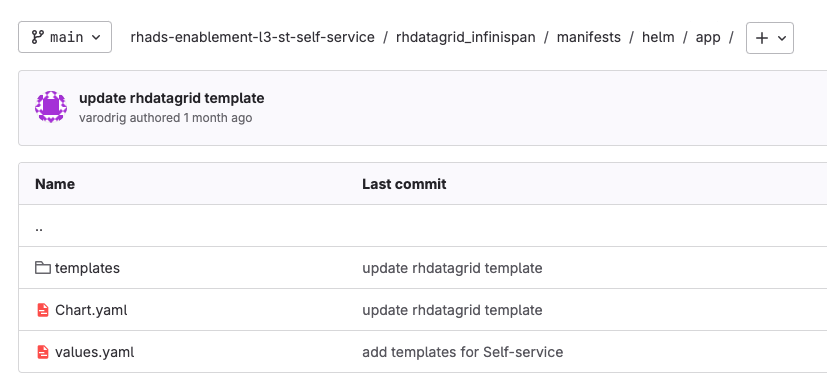 main rhads-enablement-l3-st-self-service / rhdatagrid_infinispan / manifests / helm / app / +
update rhdatagrid template
varodrig authored 1 month ago
Name Last commit
..
templates update rhdatagrid template
Chart.yaml update rhdatagrid template
values.yaml add templates for Self-service